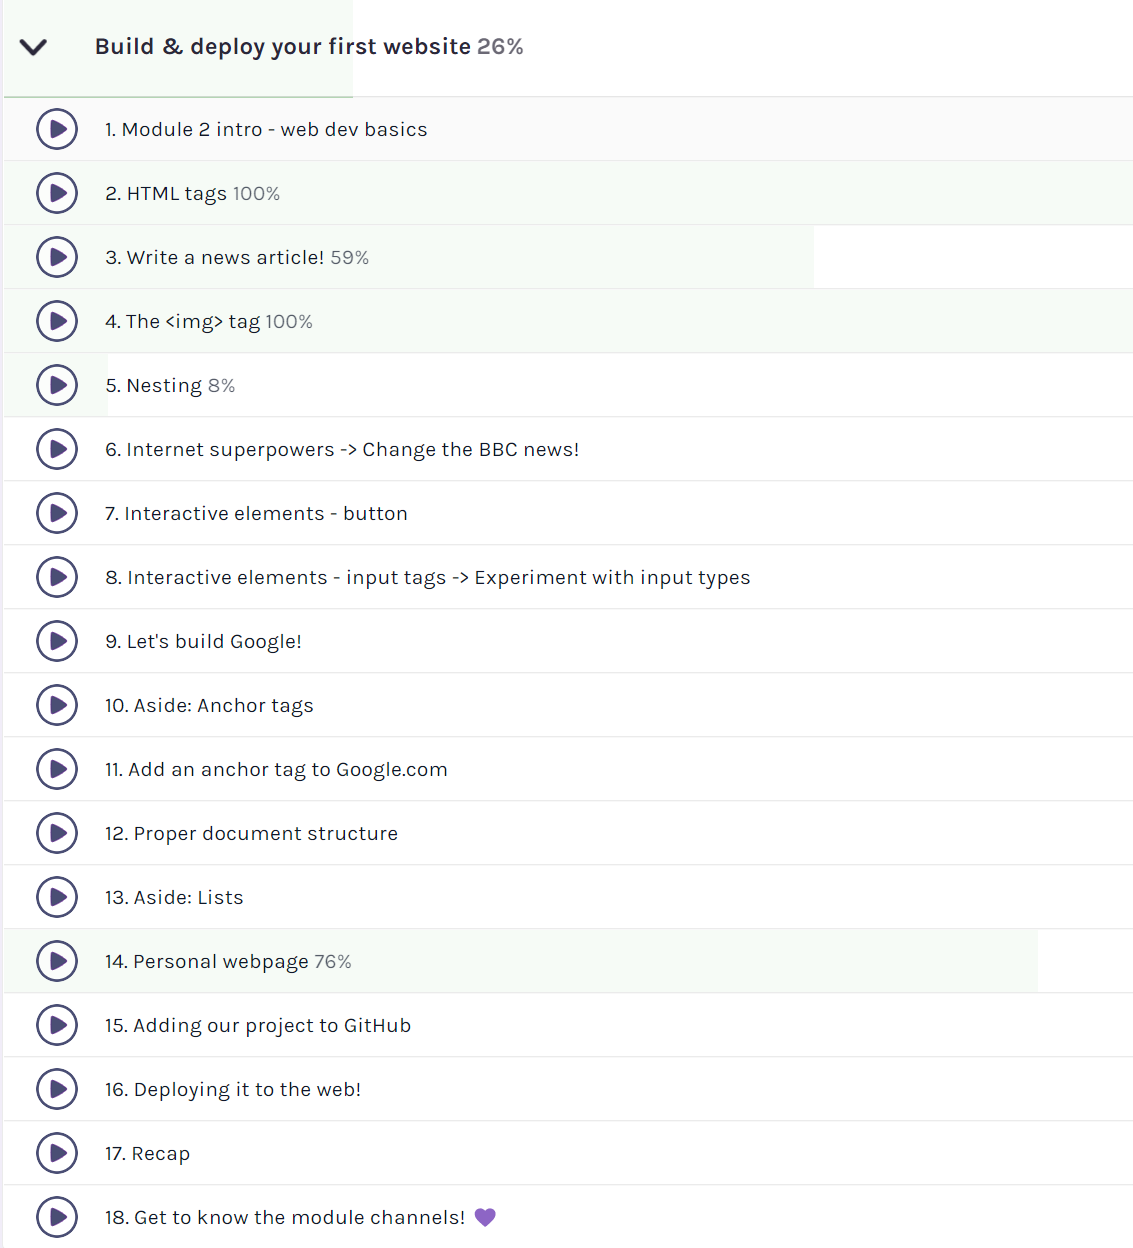 Build & deploy your first website 26%
1. Module 2 intro - web dev basics
2. HTML tags 100%
3. Write a news article! 59%
4. The <img> tag 100%
5. Nesting 8%
6. Internet superpowers -> Change the BBC news!
7. Interactive elements - button
8. Interactive elements - input tags -> Experiment with input types
9. Let's build Google!
10. Aside: Anchor tags
11. Add an anchor tag to Google.com
12. Proper document structure
13. Aside: Lists
14. Personal webpage 76%
15. Adding our project to GitHub
16. Deploying it to the web!
17. Recap
18. Get to know the module channels! 💜